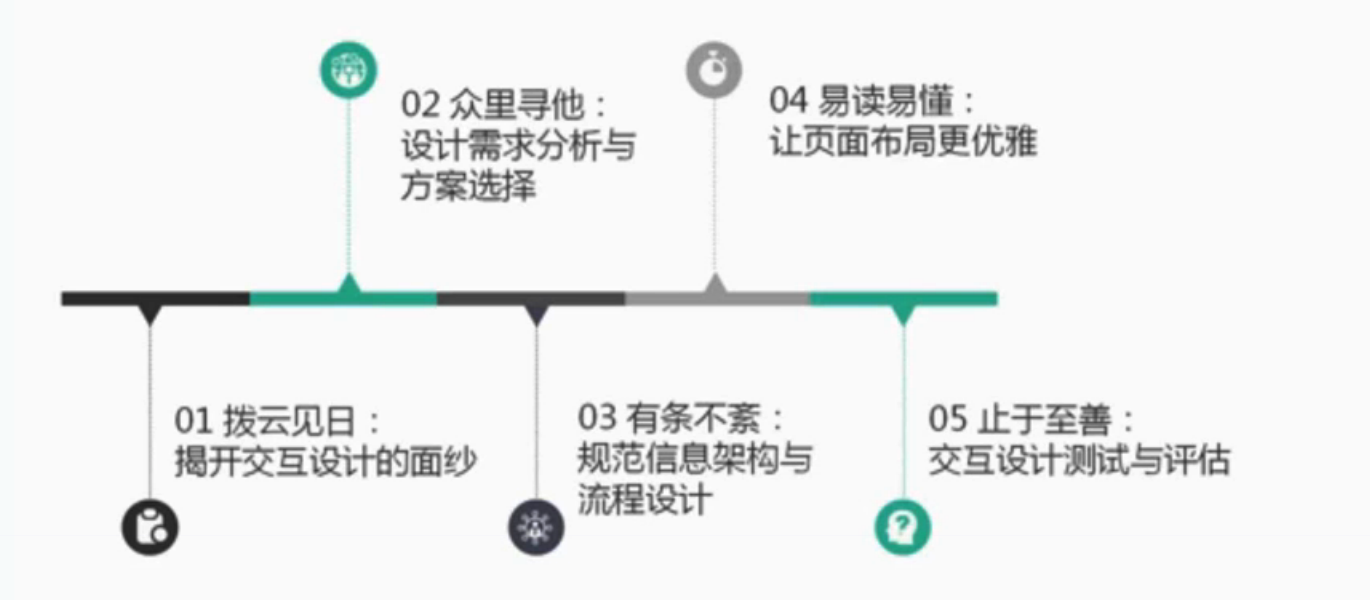 01 拨云见日：
揭开交互设计的面纱
02 众里寻他：
设计需求分析与
方案选择
03 有条不紊：
规范信息架构与
流程设计
04 易读易懂：
让页面布局更优雅
05 止于至善：
交互设计测试与评估